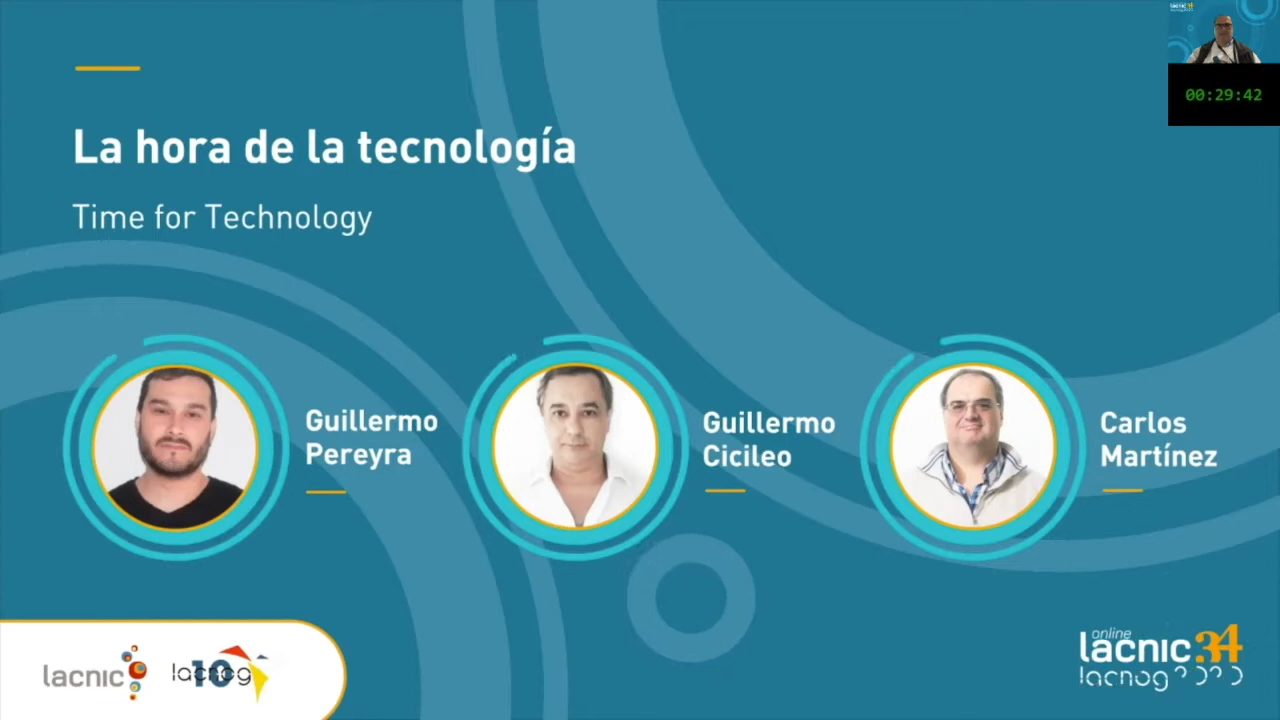 00:29:42
La hora de la tecnología
Time for Technology
Guillermo
Pereyra
Guillermo
Cicileo
Carlos
Martínez
lacnic
lacnog
10
online
lacnic 34
lacnog